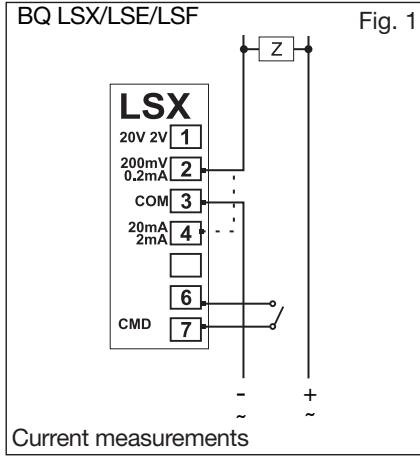 BQ LSX/LSE/LSF
Fig. 1
Z
LSX
20V 2V 1
200mV
0.2mA 2
COM 3
20mA
2mA 4
6
CMD 7
- +
~ ~
Current measurements